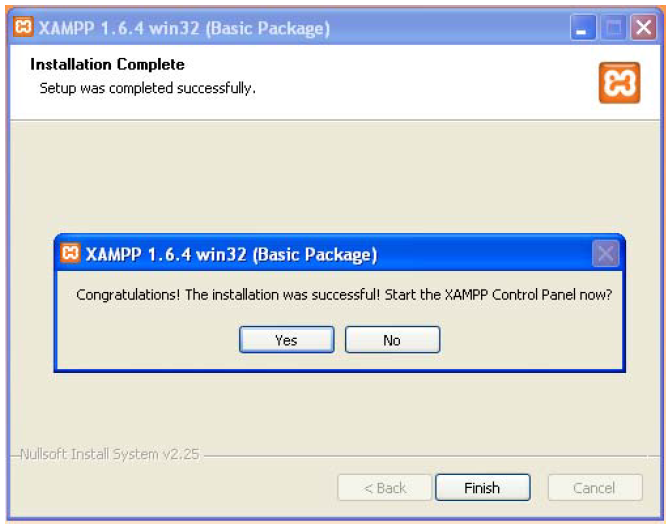 XAMPP 1.6.4 win32 (Basic Package)
Installation Complete
Setup was completed successfully.
XAMPP 1.6.4 win32 (Basic Package)
Congratulations! The installation was successful! Start the XAMPP Control Panel now?
Yes No
Nullsoft Install System v2.25
< Back Finish Cancel